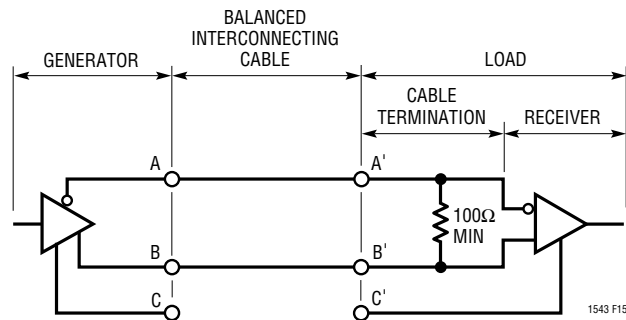 BALANCED
INTERCONNECTING
CABLE
GENERATOR
LOAD
CABLE
TERMINATION
RECEIVER
A
A'
100Ω
MIN
B
B'
C
C'
1543 F15